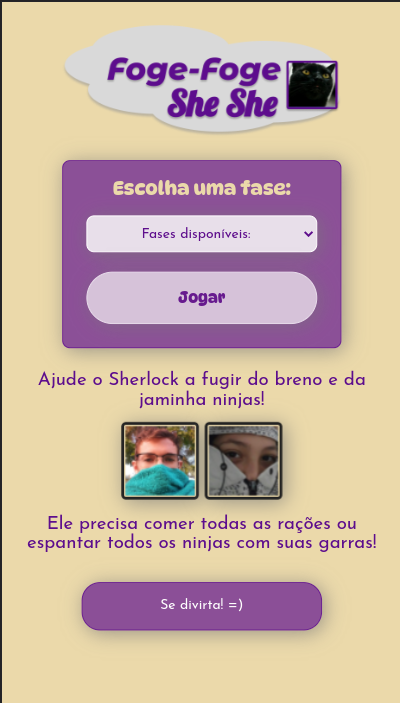 Foge-Foge
She She
Escolha uma fase:
Fases disponíveis:
Jogar
Ajude o Sherlock a fugir do breno e da
jaminha ninjas!
Ele precisa comer todas as rações ou
espantar todos os ninjas com suas garras!
Se divirta! =)